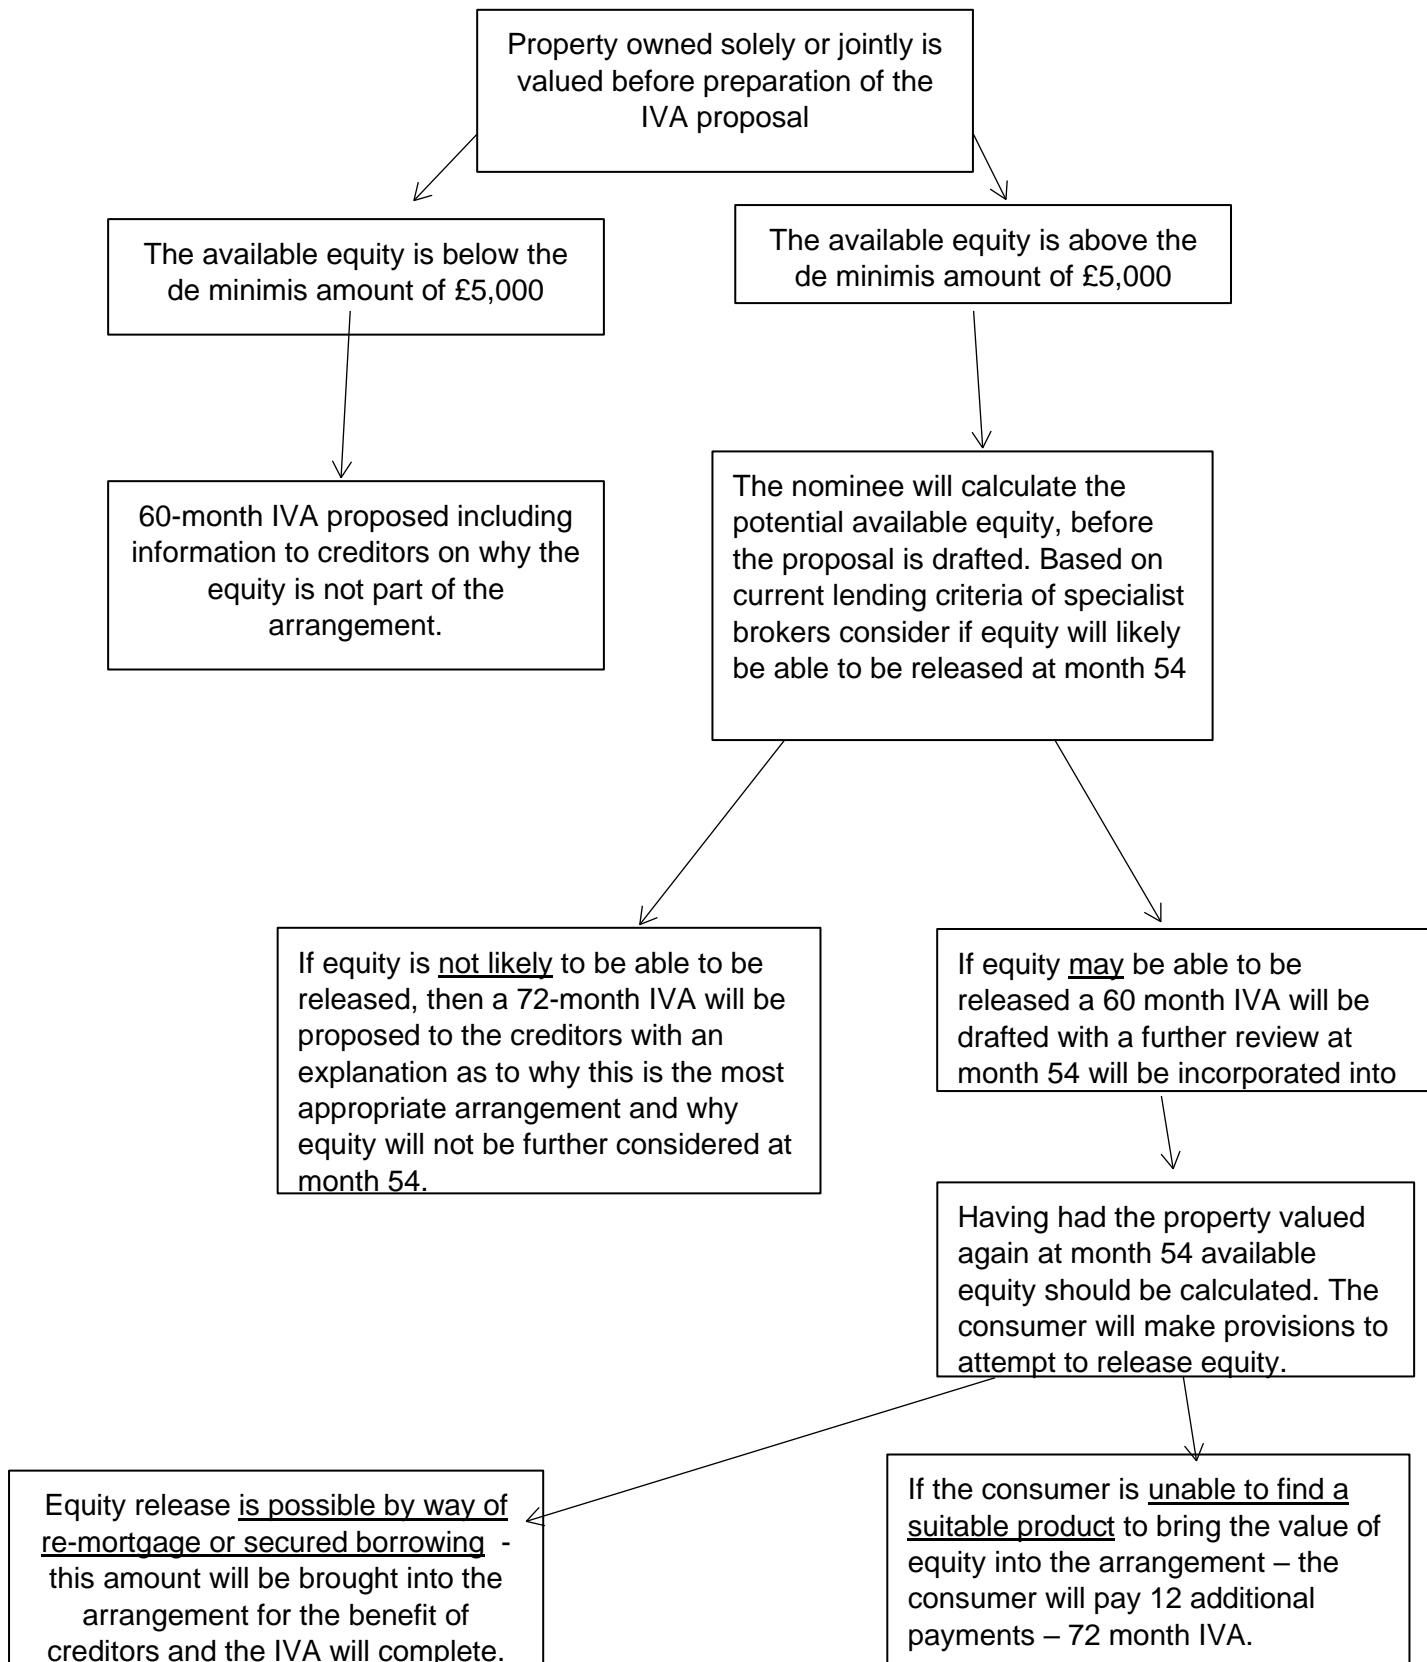 Property owned solely or jointly is
valued before preparation of the
IVA proposal
The available equity is below the
de minimis amount of £5,000
The available equity is above the
de minimis amount of £5,000
60-month IVA proposed including
information to creditors on why the
equity is not part of the
arrangement.
The nominee will calculate the
potential available equity, before
the proposal is drafted. Based on
current lending criteria of specialist
brokers consider if equity will likely
be able to be released at month 54
If equity is not likely to be able to be
released, then a 72-month IVA will be
proposed to the creditors with an
explanation as to why this is the most
appropriate arrangement and why
equity will not be further considered at
month 54.
If equity may be able to be
released a 60 month IVA will be
drafted with a further review at
month 54 will be incorporated into
Having had the property valued
again at month 54 available
equity should be calculated. The
consumer will make provisions to
attempt to release equity.
Equity release is possible by way of
re-mortgage or secured borrowing -
this amount will be brought into the
arrangement for the benefit of
creditors and the IVA will complete.
If the consumer is unable to find a
suitable product to bring the value of
equity into the arrangement – the
consumer will pay 12 additional
payments – 72 month IVA.